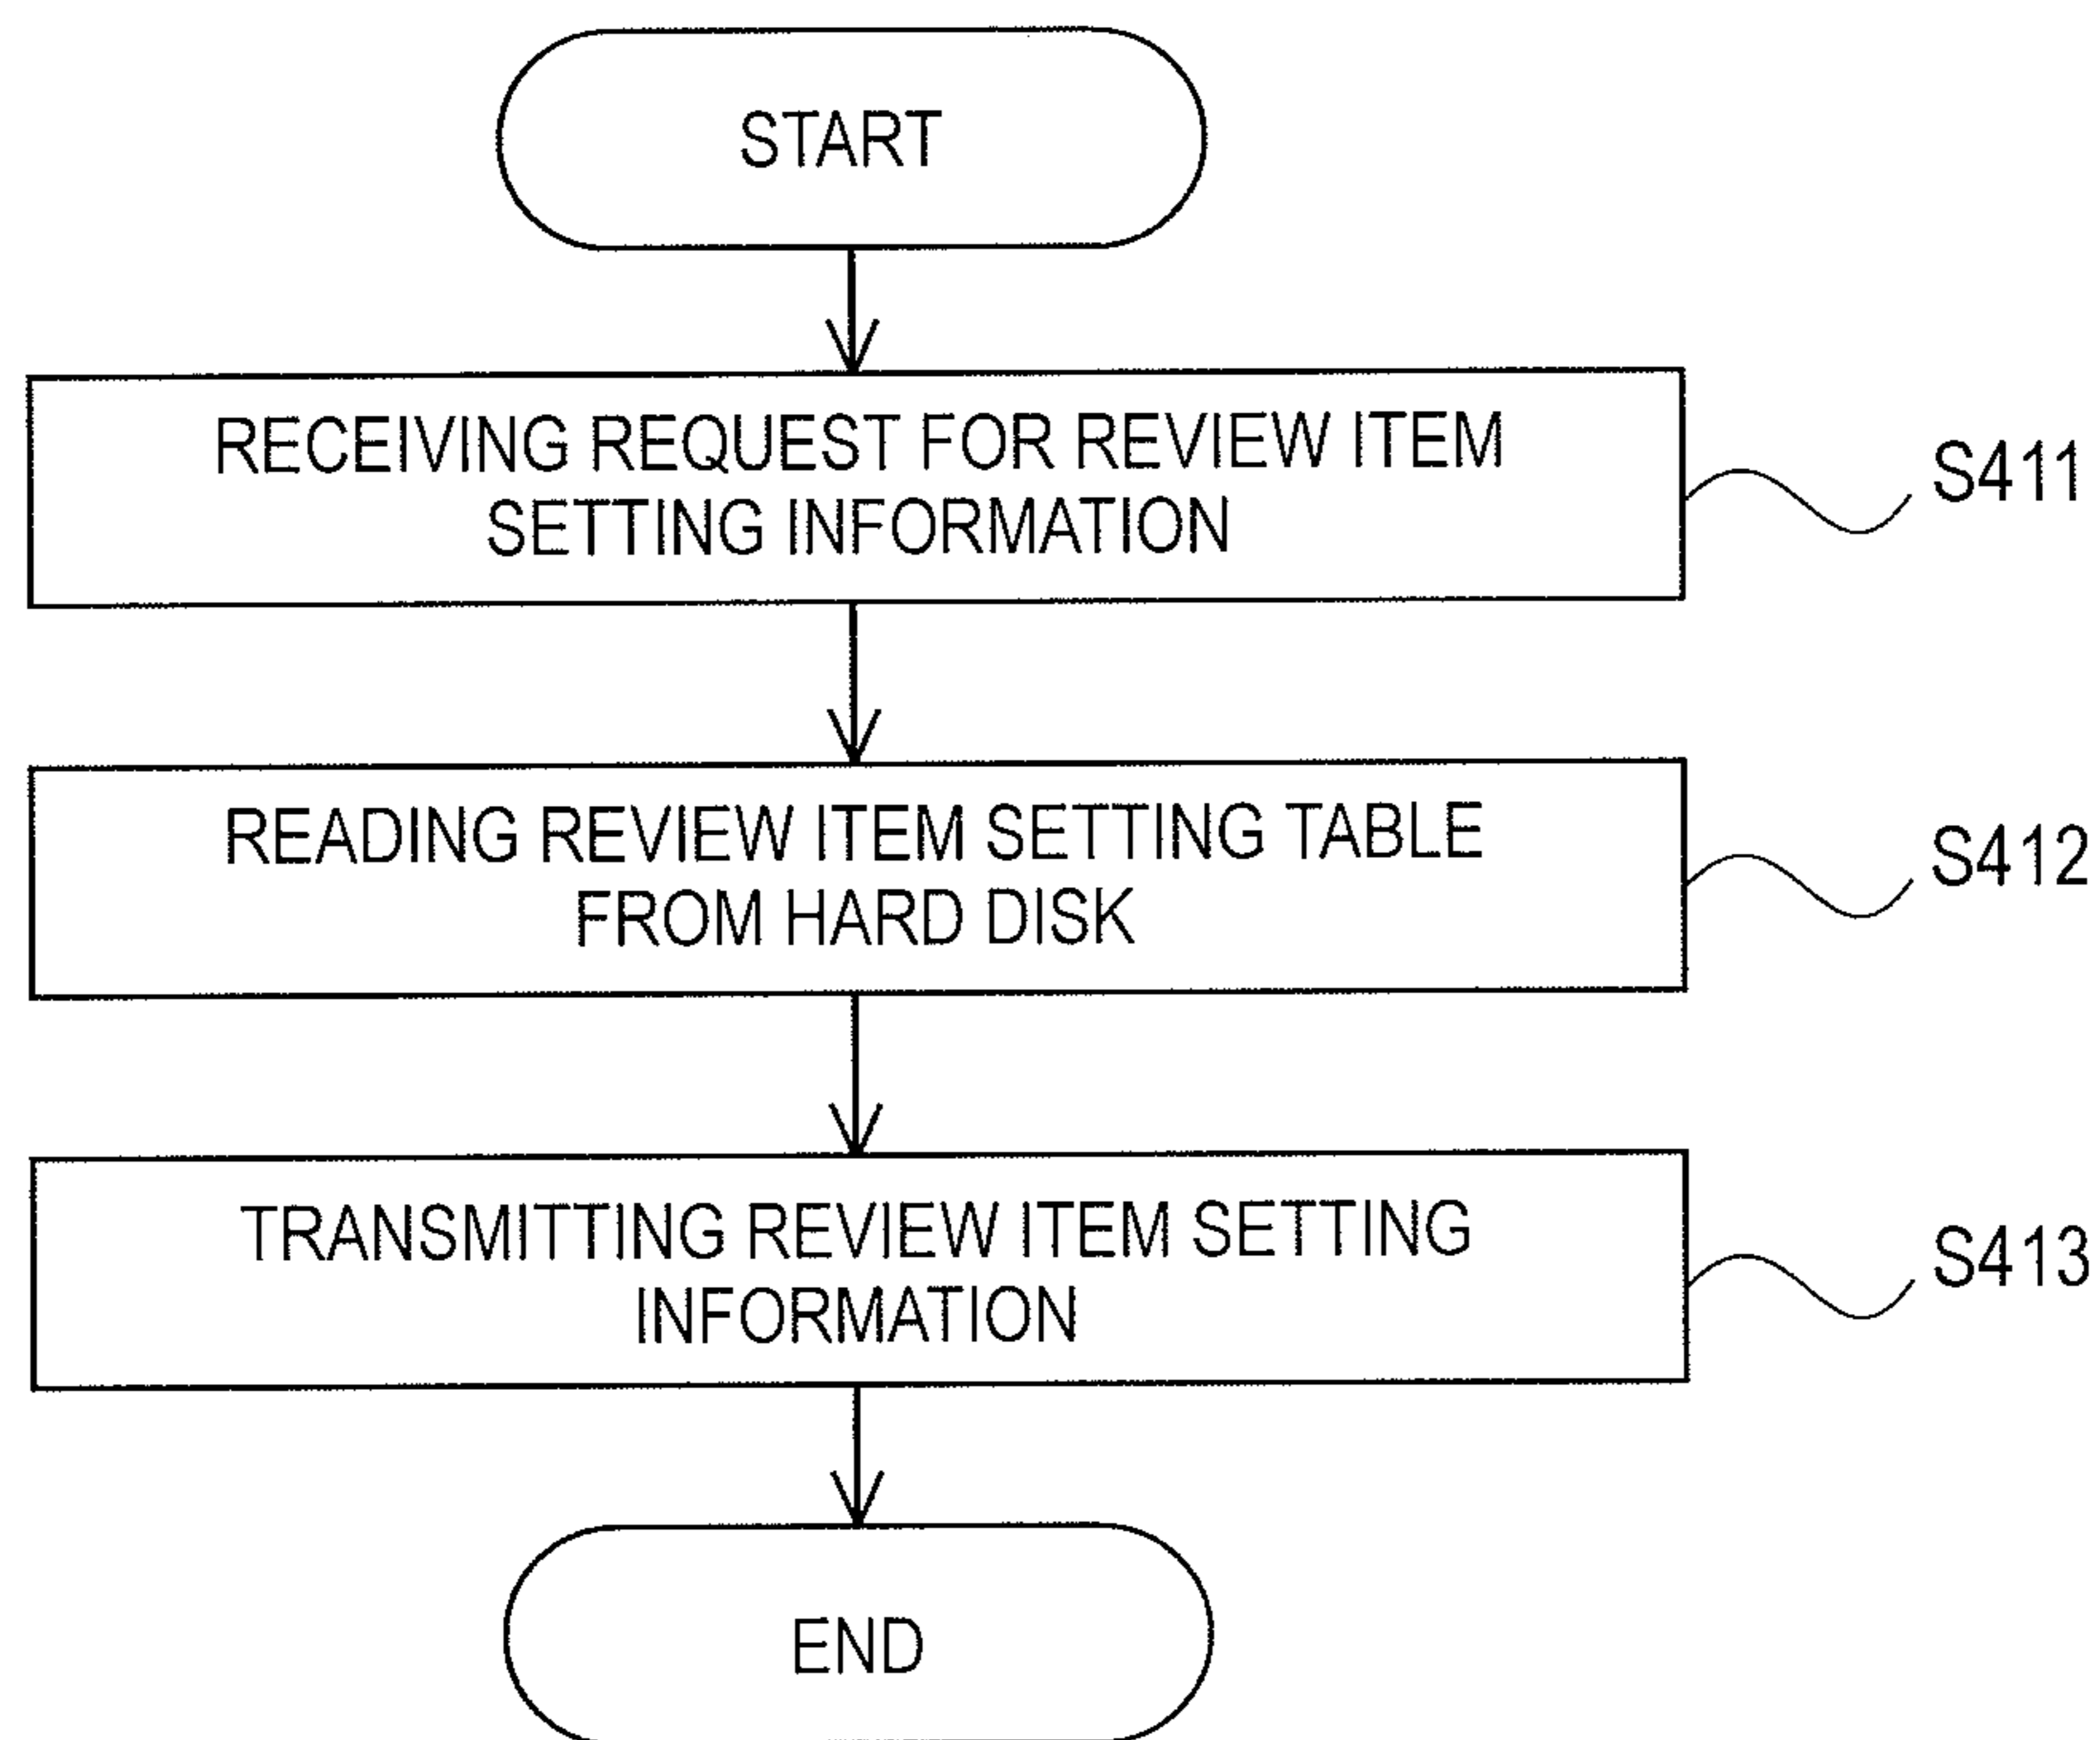 START
RECEIVING REQUEST FOR REVIEW ITEM
SETTING INFORMATION
S411
READING REVIEW ITEM SETTING TABLE
FROM HARD DISK
S412
TRANSMITTING REVIEW ITEM SETTING
INFORMATION
S413
END